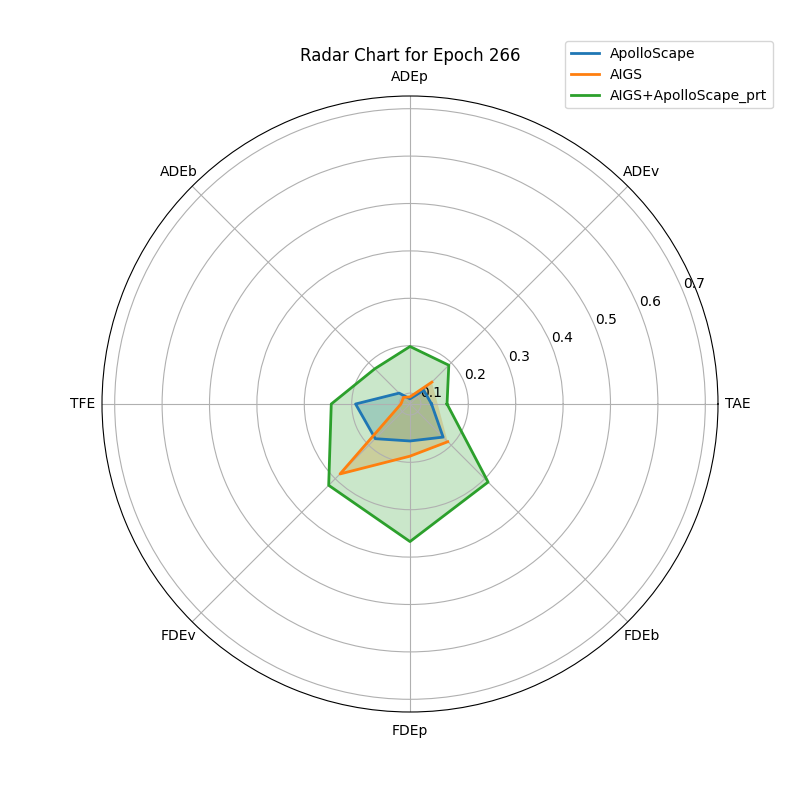 Radar Chart for Epoch 266
ApolloScape
AIGS
AIGS+ApolloScape_prt
ADEp
ADEb
ADEv
0.7
0.6
0.5
0.4
0.3
0.2
0.1
TFE
TAE
FDEv
FDEb
FDEp